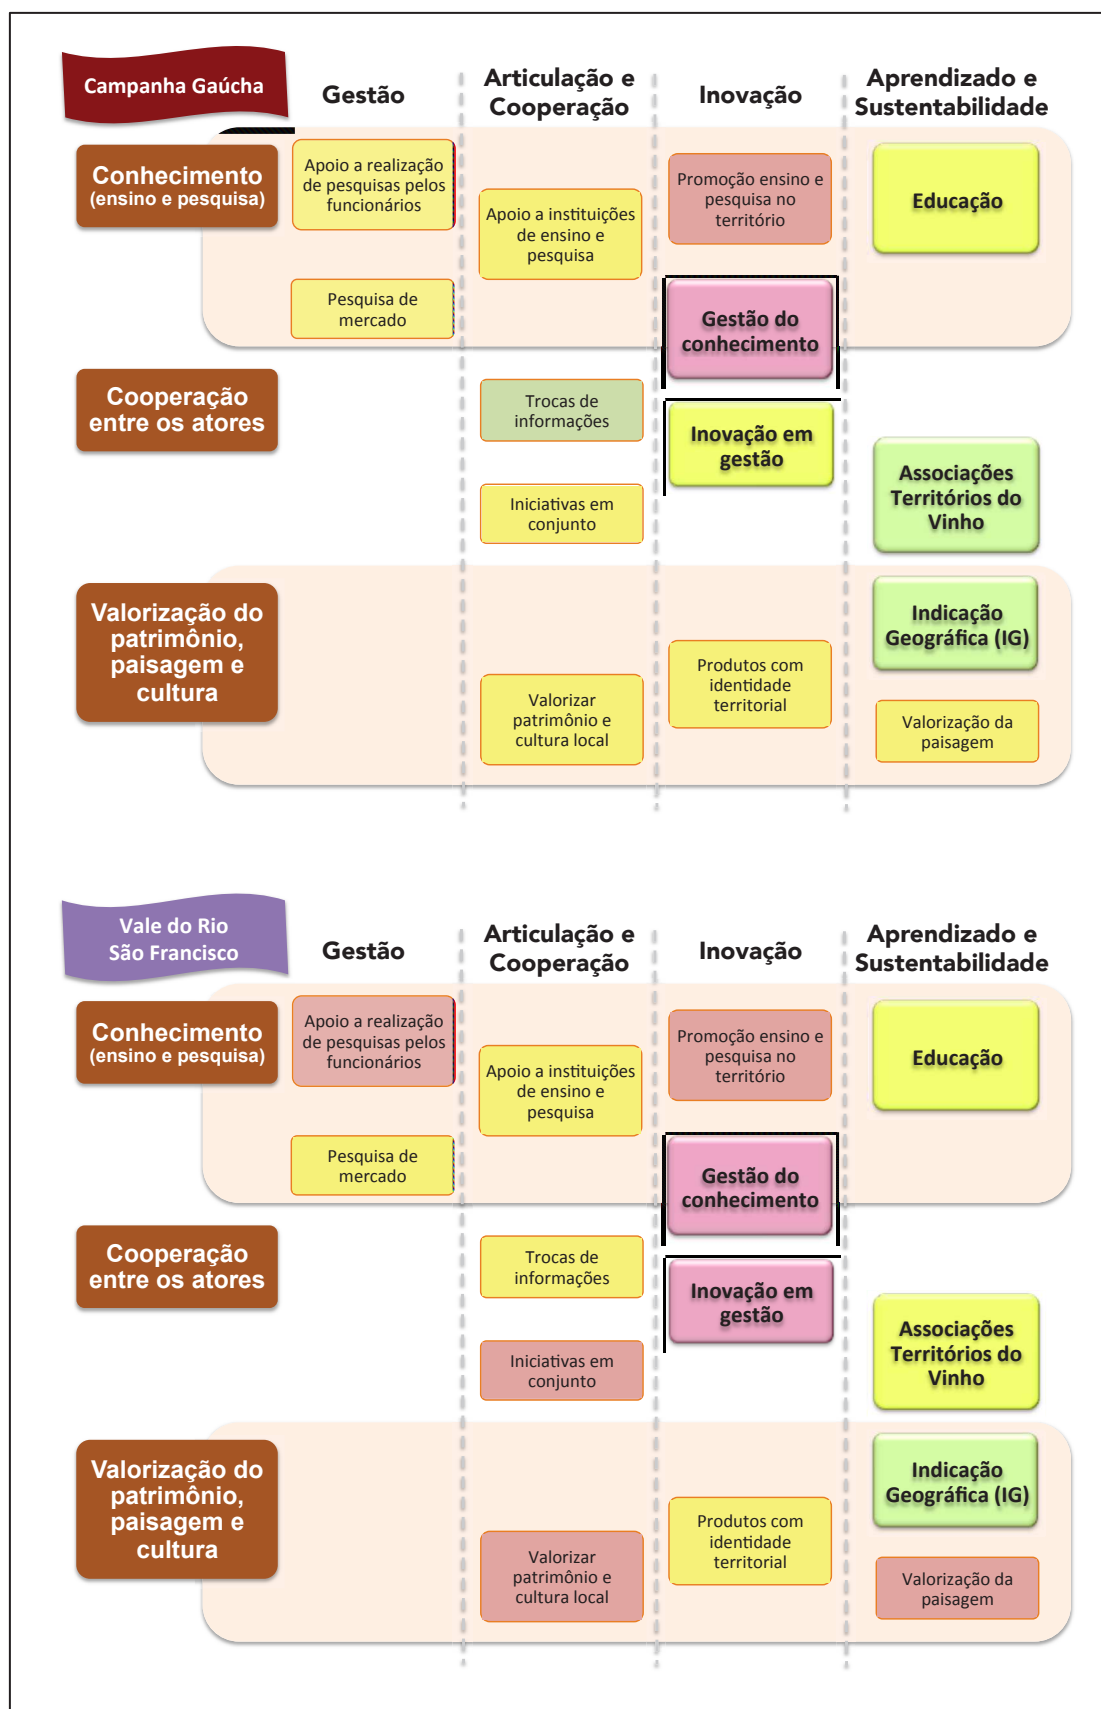 Campanha Gaúcha
Gestão
Articulação e
Cooperação
Inovação
Aprendizado e
Sustentabilidade
Conhecimento
(ensino e pesquisa)
Apoio a realização
de pesquisas pelos
funcionários
Apoio a instituições
de ensino e
pesquisa
Promoção ensino e
pesquisa no
território
Educação
Pesquisa de
mercado
Gestão do
conhecimento
Cooperação
entre os atores
Trocas de
informações
Inovação em
gestão
Iniciativas em
conjunto
Associações
Territórios do
Vinho
Valorização do
patrimônio,
paisagem e
cultura
Valorizar
patrimônio e
cultura local
Produtos com
identidade
territorial
Indicação
Geográfica (IG)
Valorização da
paisagem
Vale do Rio
São Francisco
Gestão
Articulação e
Cooperação
Inovação
Aprendizado e
Sustentabilidade
Conhecimento
(ensino e pesquisa)
Apoio a realização
de pesquisas pelos
funcionários
Apoio a instituições
de ensino e
pesquisa
Promoção ensino e
pesquisa no
território
Educação
Pesquisa de
mercado
Gestão do
conhecimento
Cooperação
entre os atores
Trocas de
informações
Inovação em
gestão
Iniciativas em
conjunto
Associações
Territórios do
Vinho
Valorização do
patrimônio,
paisagem e
cultura
Valorizar
patrimônio e
cultura local
Produtos com
identidade
territorial
Indicação
Geográfica (IG)
Valorização da
paisagem